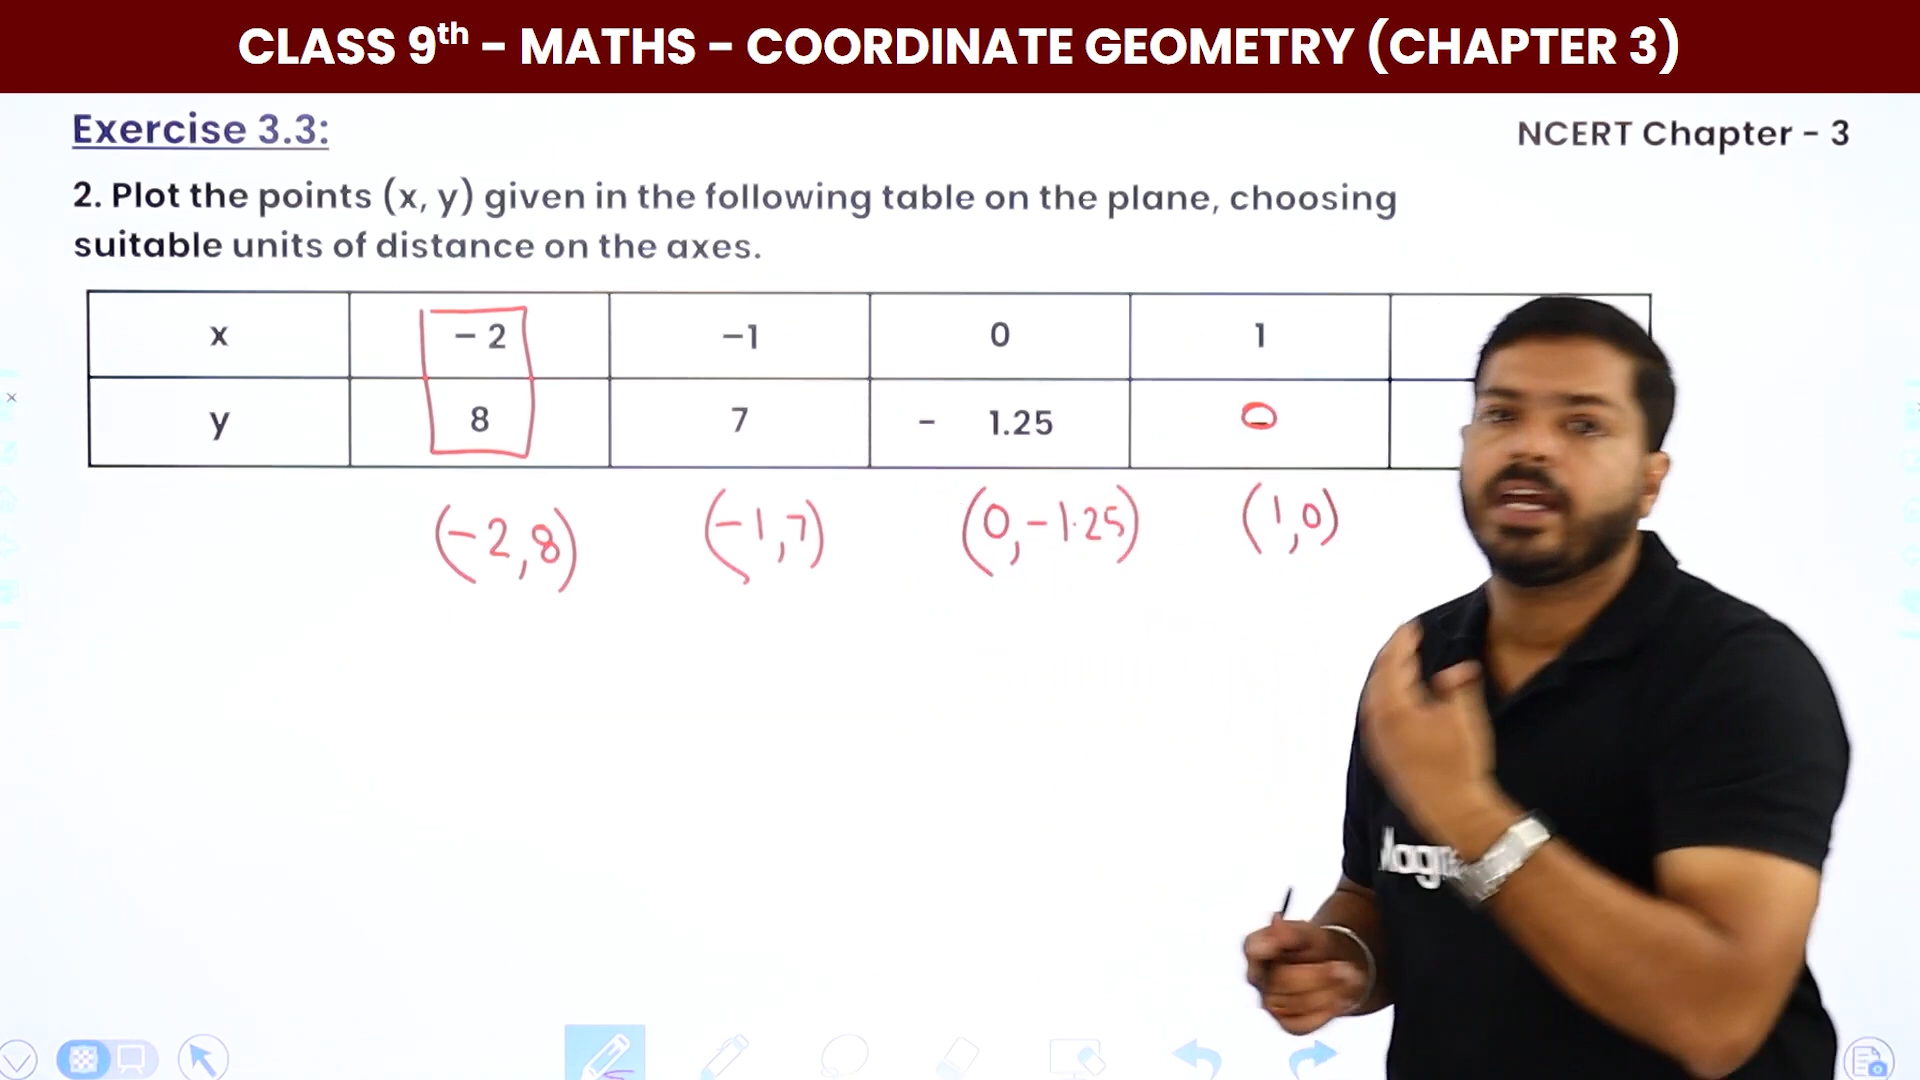 CLASS 9th - MATHS - COORDINATE GEOMETRY (CHAPTER 3)
Exercise 3.3:
NCERT Chapter - 3
2. Plot the points (x, y) given in the following table on the plane, choosing
suitable units of distance on the axes.
x - 2 -1 0 1
y 8 7 - 1.25 0
(-2,8) (-1,7) (0,-1.25) (1,0)